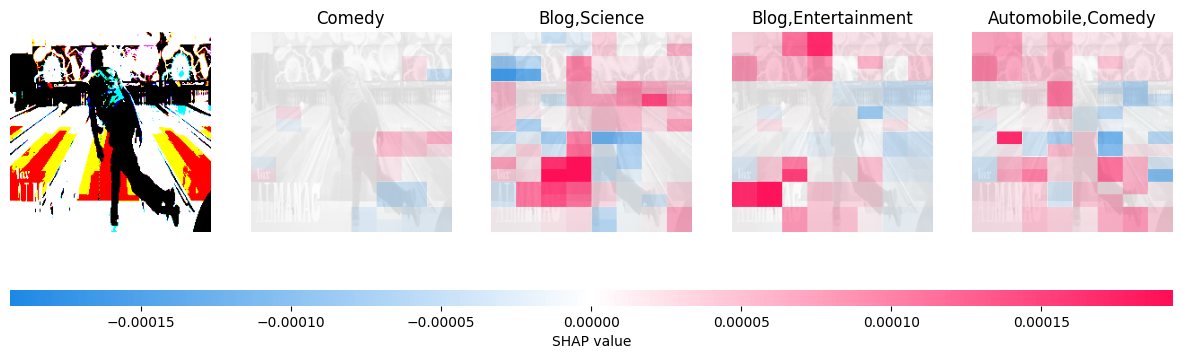 Comedy
Blog,Science
Blog,Entertainment
Automobile,Comedy
−0.00015
−0.00010
−0.00005
0.00000
0.00005
0.00010
0.00015
SHAP value